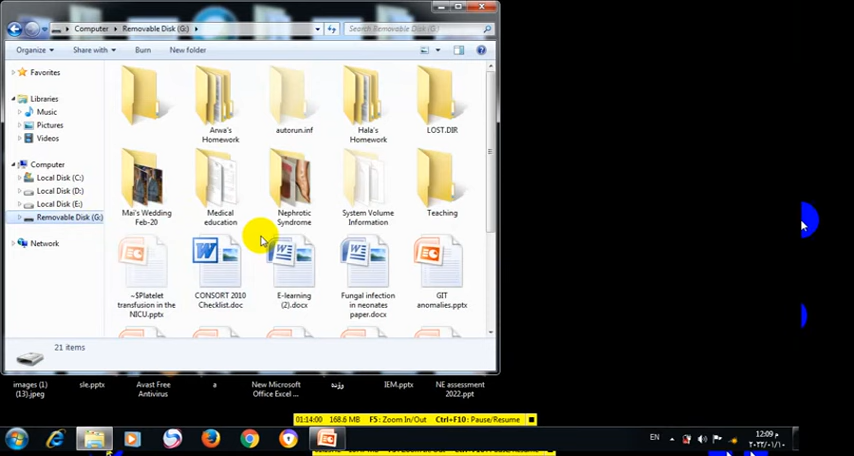 Computer ▸ Removable Disk (G:) ▸
Search Removable Disk (G:)
Organize ▾ Share with ▾ Burn New folder
Favorites
Libraries
Music
Pictures
Videos
Computer
Local Disk (C:)
Local Disk (D:)
Local Disk (E:)
Removable Disk (G:)
Network
Arwa's
Homework
autorun.inf
Hala's
Homework
LOST.DIR
Mai's Wedding
Feb-20
Medical
education
Nephrotic
Syndrome
System Volume
Information
Teaching
~$Platelet
transfusion in the
NICU.pptx
CONSORT 2010
Checklist.doc
E-learning
(2).docx
Fungal infection
in neonates
paper.docx
GIT
anomalies.pptx
21 items
images (1)
(13).jpeg
sle.pptx
Avast Free
Antivirus
a
New Microsoft
Office Excel ...
IEM.pptx
NE assessment
2022.ppt
01:14:00 168.6 MB F5: Zoom In/Out Ctrl+F10: Pause/Resume
EN
12:09 م
٢٠٢٢/٠١/١٠